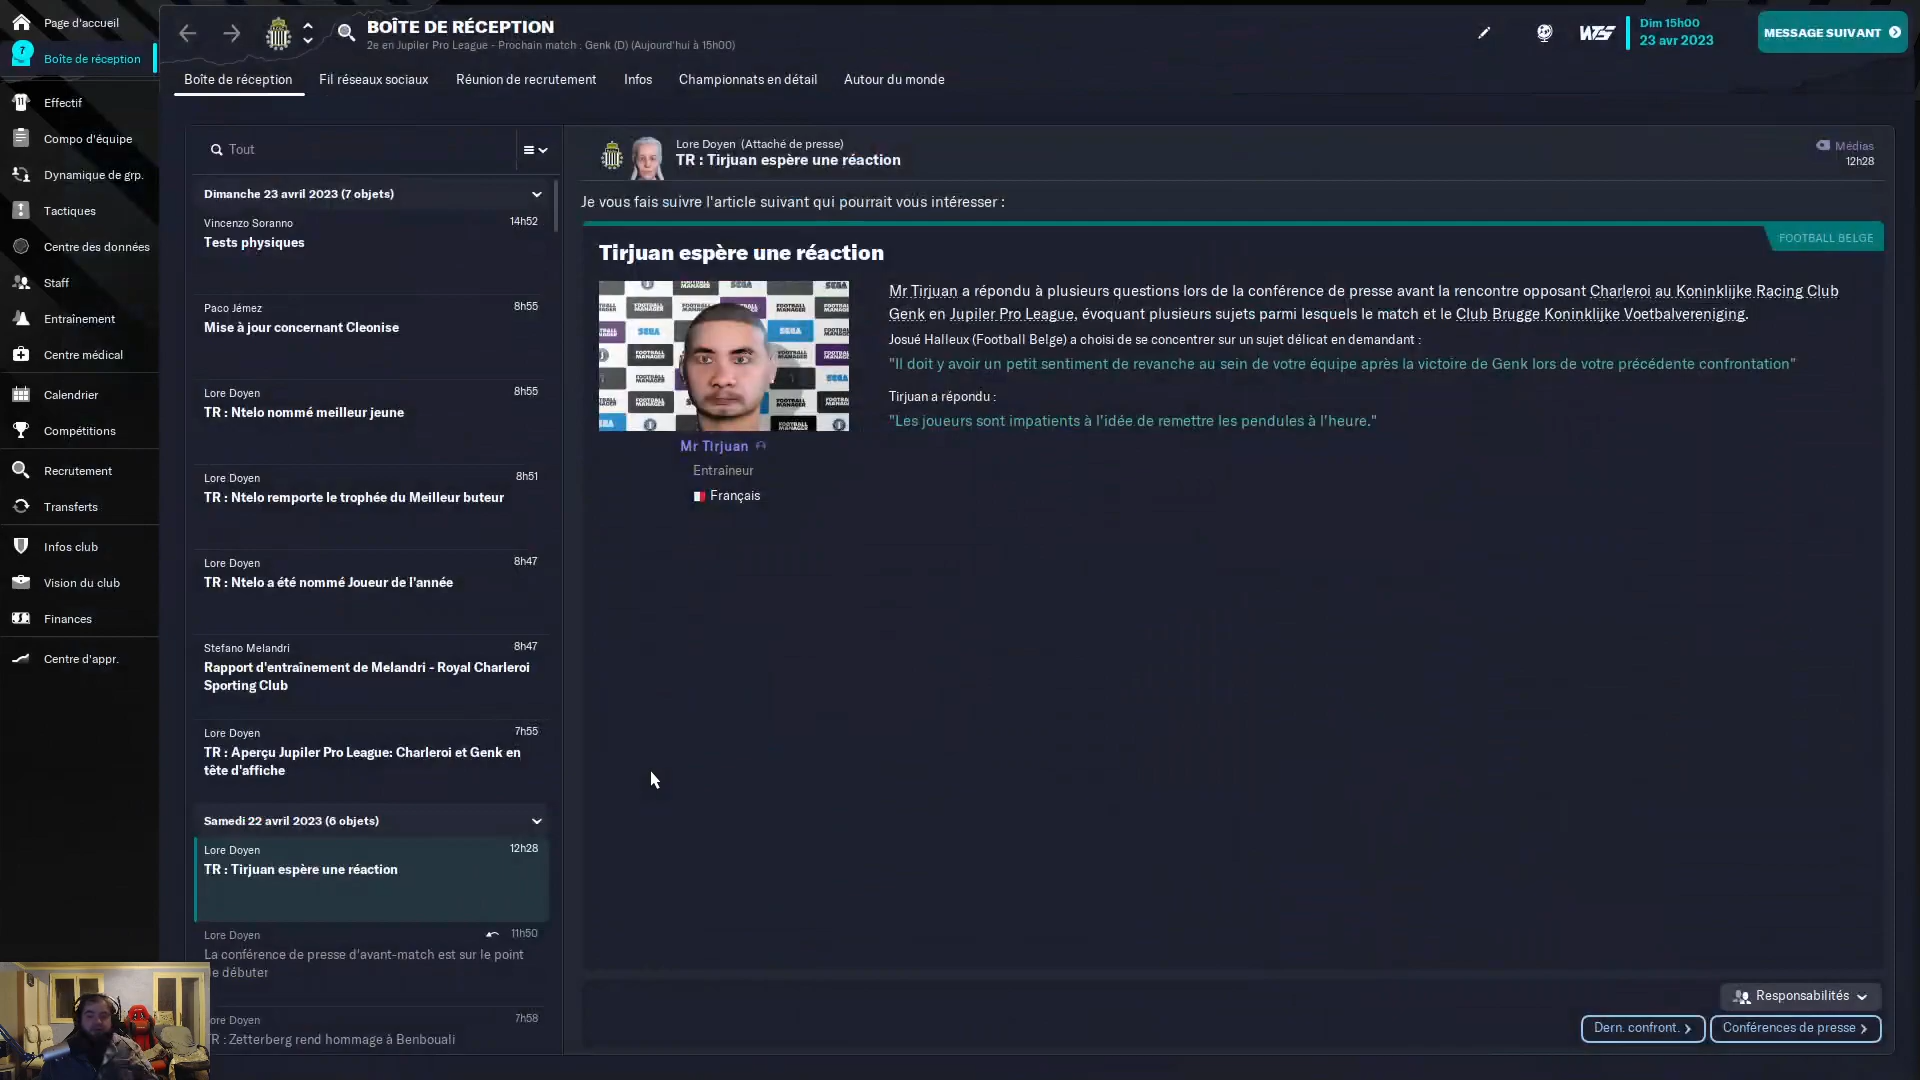 Page d'accueil
Boîte de réception
Effectif
Compo d'équipe
Dynamique de grp.
Tactiques
Centre des données
Staff
Entraînement
Centre médical
Calendrier
Compétitions
Recrutement
Transferts
Infos club
Vision du club
Finances
Centre d'appr.
BOÎTE DE RÉCEPTION
2e en Jupiler Pro League - Prochain match : Genk (D) (Aujourd'hui à 15h00)
Dim 15h00
23 avr 2023
MESSAGE SUIVANT
Boîte de réception
Fil réseaux sociaux
Réunion de recrutement
Infos
Championnats en détail
Autour du monde
Tout
Dimanche 23 avril 2023 (7 objets)
Vincenzo Soranno 14h52
Tests physiques
Paco Jémez 8h55
Mise à jour concernant Cleonise
Lore Doyen 8h55
TR : Ntelo nommé meilleur jeune
Lore Doyen 8h51
TR : Ntelo remporte le trophée du Meilleur buteur
Lore Doyen 8h47
TR : Ntelo a été nommé Joueur de l'année
Stefano Melandri 8h47
Rapport d'entraînement de Melandri - Royal Charleroi
Sporting Club
Lore Doyen 7h55
TR : Aperçu Jupiler Pro League: Charleroi et Genk en
tête d'affiche
Samedi 22 avril 2023 (6 objets)
Lore Doyen 12h28
TR : Tirjuan espère une réaction
Lore Doyen 11h50
La conférence de presse d'avant-match est sur le point
de débuter
Lore Doyen 7h58
TR : Zetterberg rend hommage à Benbouali
Lore Doyen (Attaché de presse)
TR : Tirjuan espère une réaction
Médias
12h28
Je vous fais suivre l'article suivant qui pourrait vous intéresser :
FOOTBALL BELGE
Tirjuan espère une réaction
Mr Tirjuan
Entraîneur
Français
Mr Tirjuan a répondu à plusieurs questions lors de la conférence de presse avant la rencontre opposant Charleroi au Koninklijke Racing Club
Genk en Jupiler Pro League, évoquant plusieurs sujets parmi lesquels le match et le Club Brugge Koninklijke Voetbalvereniging.
Josué Halleux (Football Belge) a choisi de se concentrer sur un sujet délicat en demandant :
"Il doit y avoir un petit sentiment de revanche au sein de votre équipe après la victoire de Genk lors de votre précédente confrontation"
Tirjuan a répondu :
"Les joueurs sont impatients à l'idée de remettre les pendules à l'heure."
Responsabilités
Dern. confront.
Conférences de presse